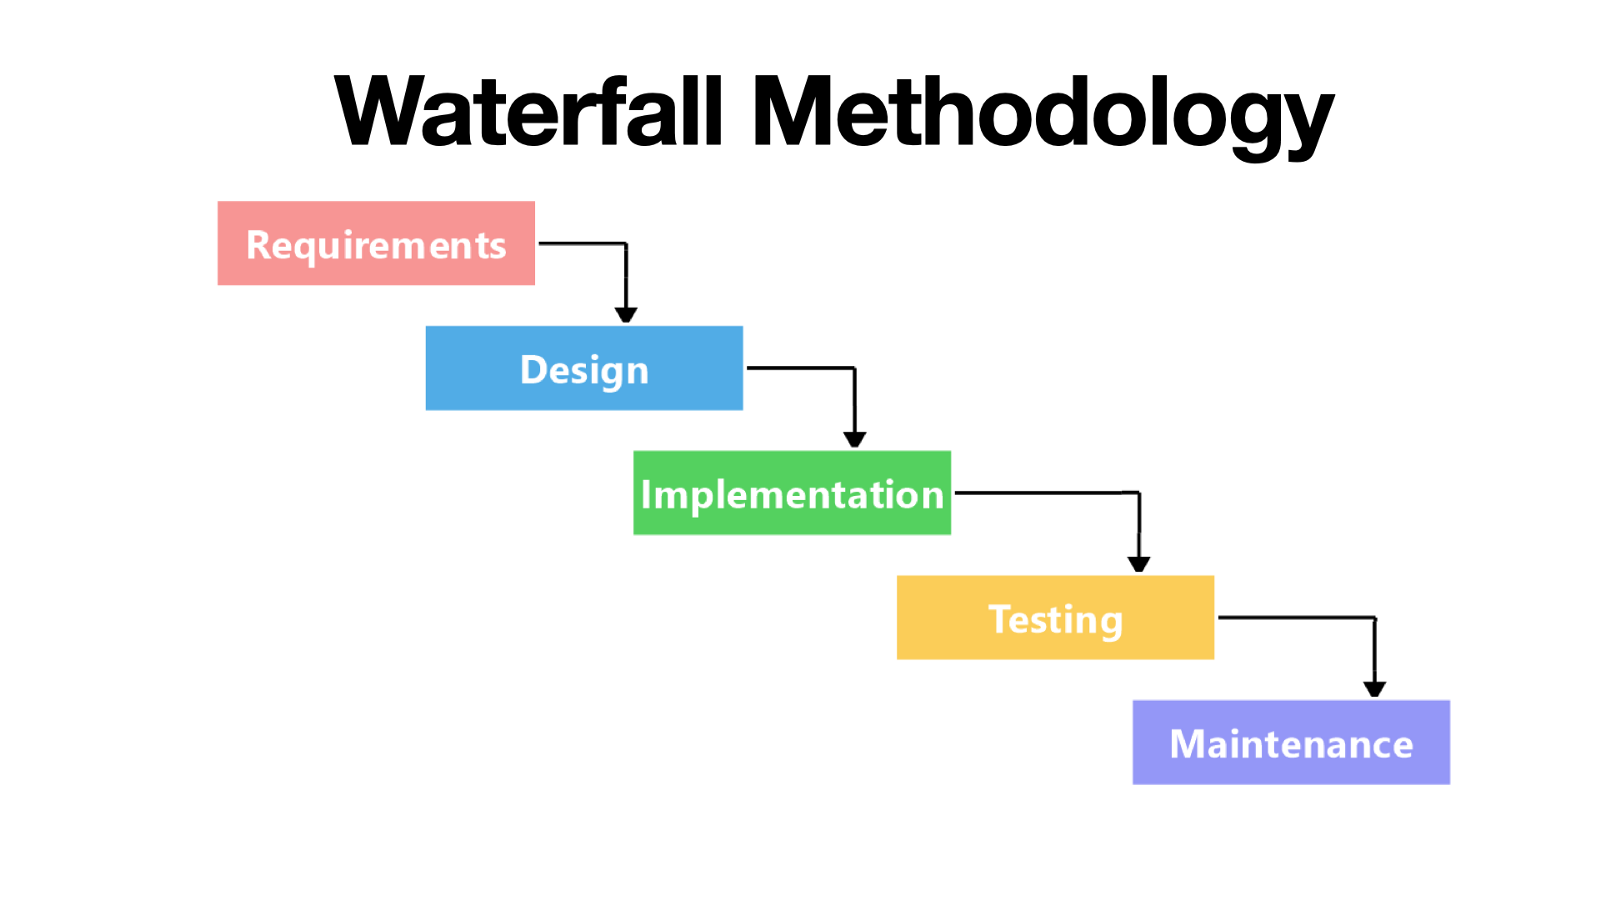 Waterfall Methodology
Requirements
Design
Implementation
Testing
Maintenance